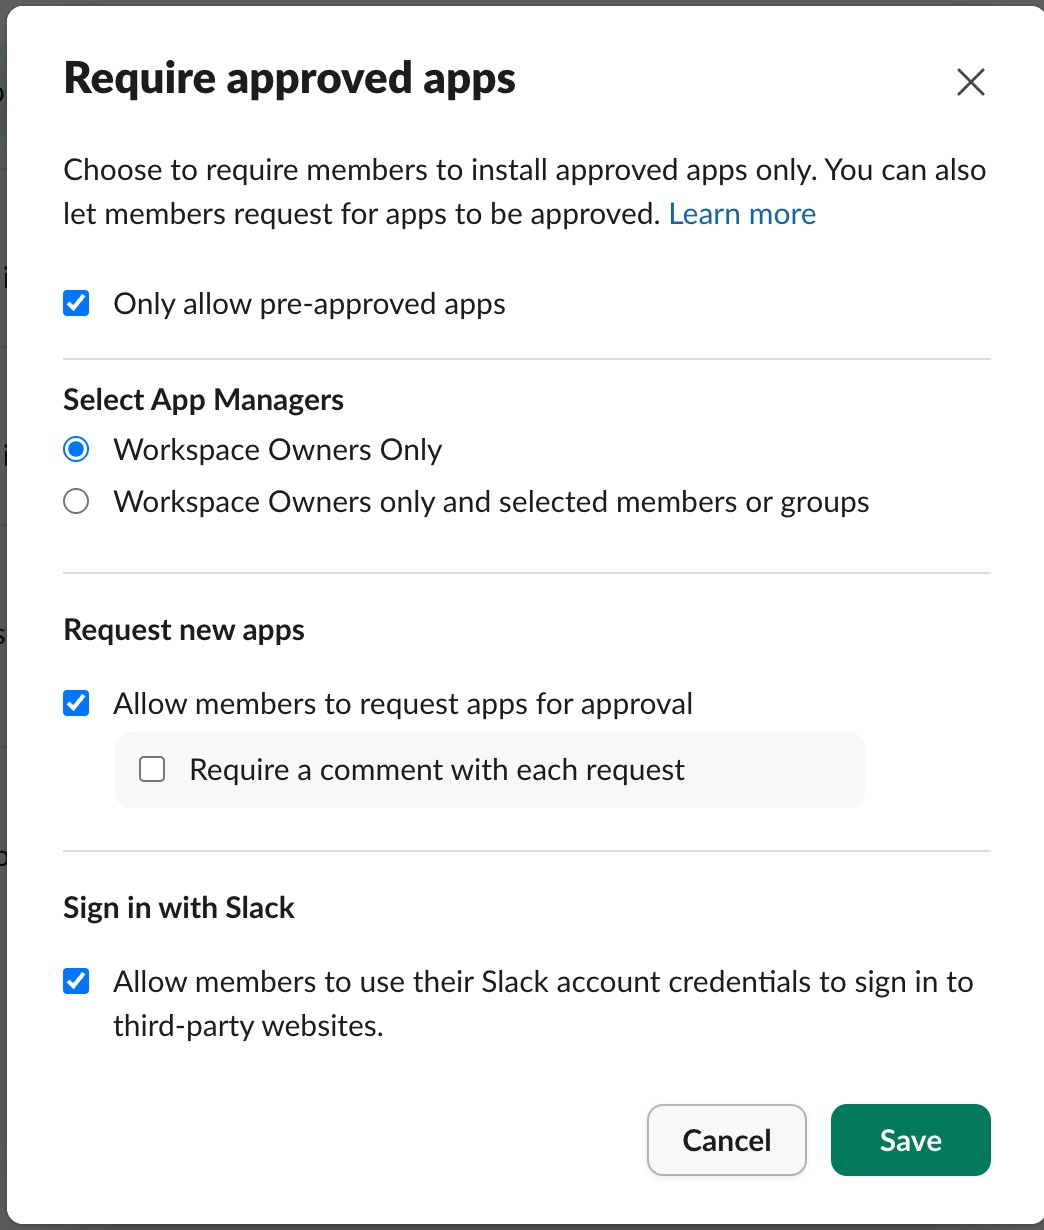 Require approved apps
Choose to require members to install approved apps only. You can also
let members request for apps to be approved. Learn more
Only allow pre-approved apps
Select App Managers
Workspace Owners Only
Workspace Owners only and selected members or groups
Request new apps
Allow members to request apps for approval
Require a comment with each request
Sign in with Slack
Allow members to use their Slack account credentials to sign in to
third-party websites.
Cancel
Save